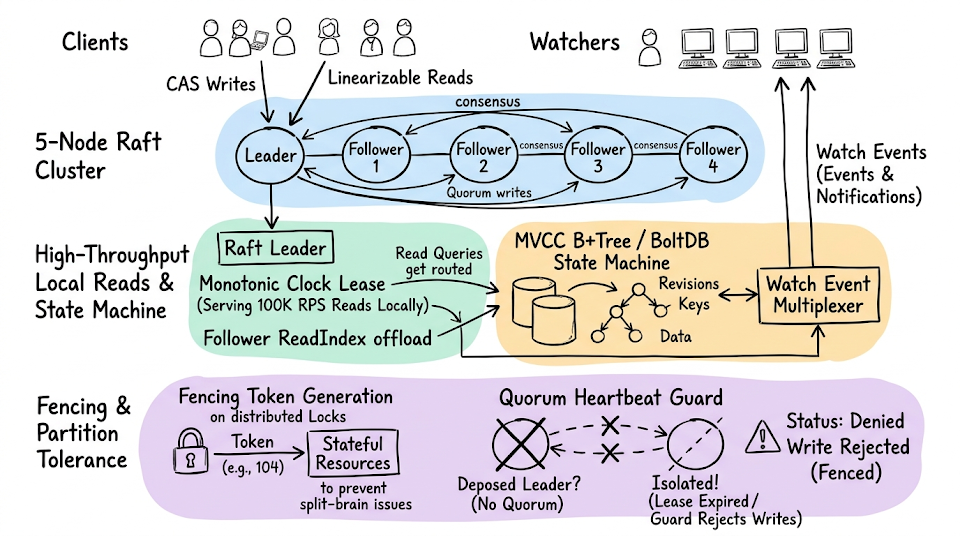 Clients
Watchers
CAS Writes
Linearizable Reads
5-Node Raft
Cluster
consensus
Leader
Follower
1
Follower
2
consensus
Follower
3
consensus
Follower
4
Quorum writes
Watch Events
(Events &
Notifications)
High-Throughput
Local Reads &
State Machine
Raft Leader
Monotonic Clock Lease
(Serving 100K RPS Reads Locally)
Follower ReadIndex offload
Read Queries
get routed
MVCC B+Tree / BoltDB
State Machine
Revisions
Keys
Data
Watch Event
Multiplexer
Fencing &
Partition
Tolerance
Fencing Token Generation
on distributed Locks
Token
(e.g., 104)
Stateful
Resources
to prevent
split-brain issues
Quorum Heartbeat Guard
Deposed Leader?
(No Quorum)
Isolated!
(Lease Expired/
Guard Rejects Writes)
Status: Denied
Write Rejected
(Fenced)